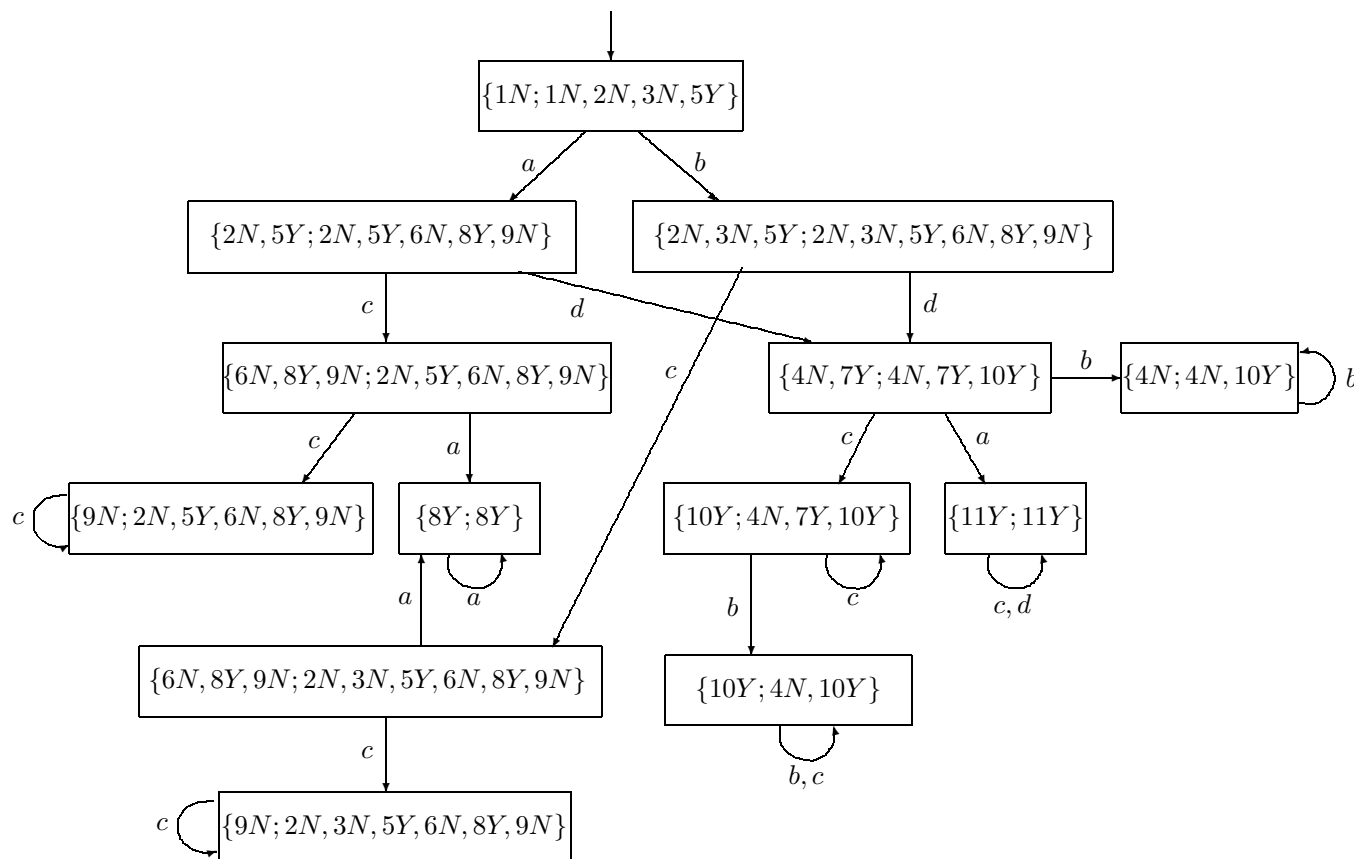 {1N; 1N, 2N, 3N, 5Y}
a
b
{2N, 5Y; 2N, 5Y, 6N, 8Y, 9N}
{2N, 3N, 5Y; 2N, 3N, 5Y, 6N, 8Y, 9N}
c
d
d
c
{6N, 8Y, 9N; 2N, 5Y, 6N, 8Y, 9N}
{4N, 7Y; 4N, 7Y, 10Y}
b
{4N; 4N, 10Y}
b
c
a
c
a
c
{9N; 2N, 5Y, 6N, 8Y, 9N}
{8Y; 8Y}
{10Y; 4N, 7Y, 10Y}
{11Y; 11Y}
a
a
b
c
c, d
{6N, 8Y, 9N; 2N, 3N, 5Y, 6N, 8Y, 9N}
{10Y; 4N, 10Y}
c
b, c
c
{9N; 2N, 3N, 5Y, 6N, 8Y, 9N}